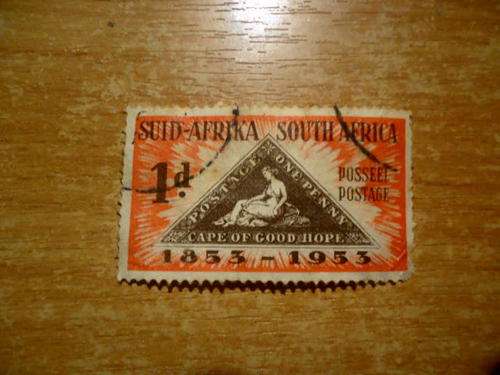 SUID-AFRIKA SOUTH AFRICA
1d.
POSSEEL
POSTAGE
POSTAGE
ONE PENNY
CAPE OF GOOD HOPE
1853 - 1953